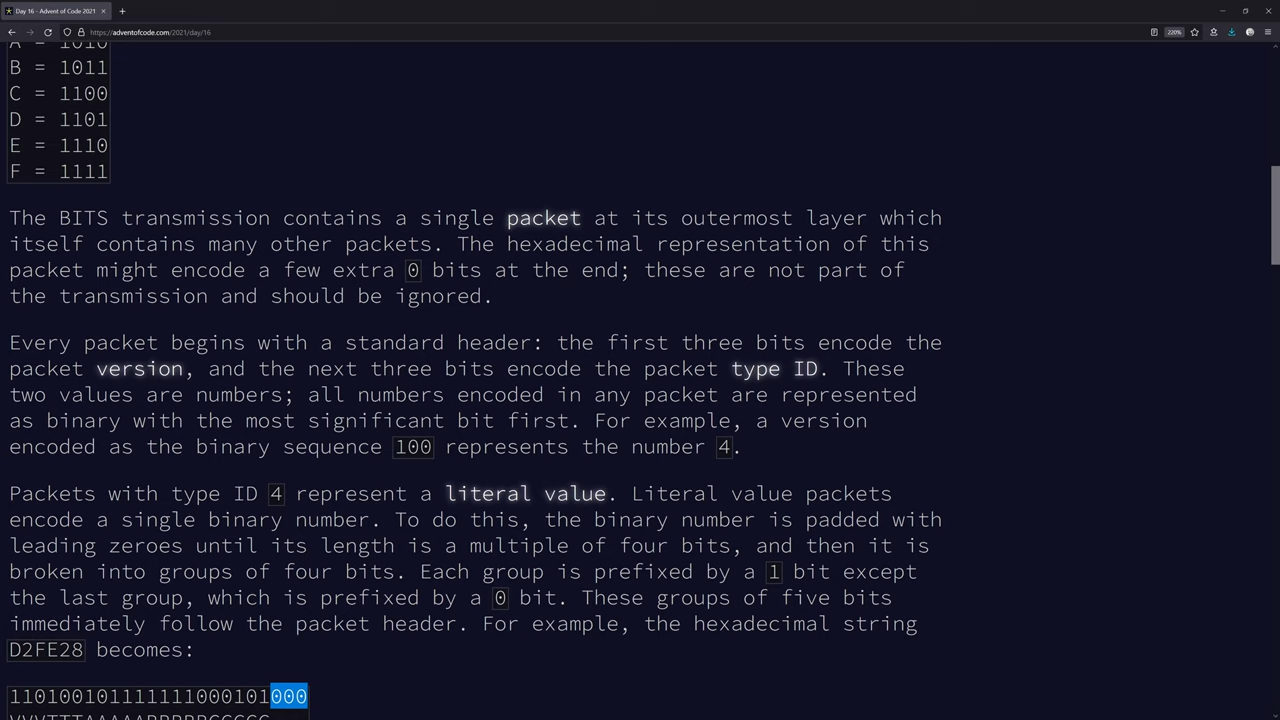 Day 16 - Advent of Code 2021
https://adventofcode.com/2021/day/16
220%
A = 1010
B = 1011
C = 1100
D = 1101
E = 1110
F = 1111
The BITS transmission contains a single packet at its outermost layer which
itself contains many other packets. The hexadecimal representation of this
packet might encode a few extra 0 bits at the end; these are not part of
the transmission and should be ignored.
Every packet begins with a standard header: the first three bits encode the
packet version, and the next three bits encode the packet type ID. These
two values are numbers; all numbers encoded in any packet are represented
as binary with the most significant bit first. For example, a version
encoded as the binary sequence 100 represents the number 4.
Packets with type ID 4 represent a literal value. Literal value packets
encode a single binary number. To do this, the binary number is padded with
leading zeroes until its length is a multiple of four bits, and then it is
broken into groups of four bits. Each group is prefixed by a 1 bit except
the last group, which is prefixed by a 0 bit. These groups of five bits
immediately follow the packet header. For example, the hexadecimal string
D2FE28 becomes:
110100101111111000101000
VVVTTTAAAAABBBBBCCCCC